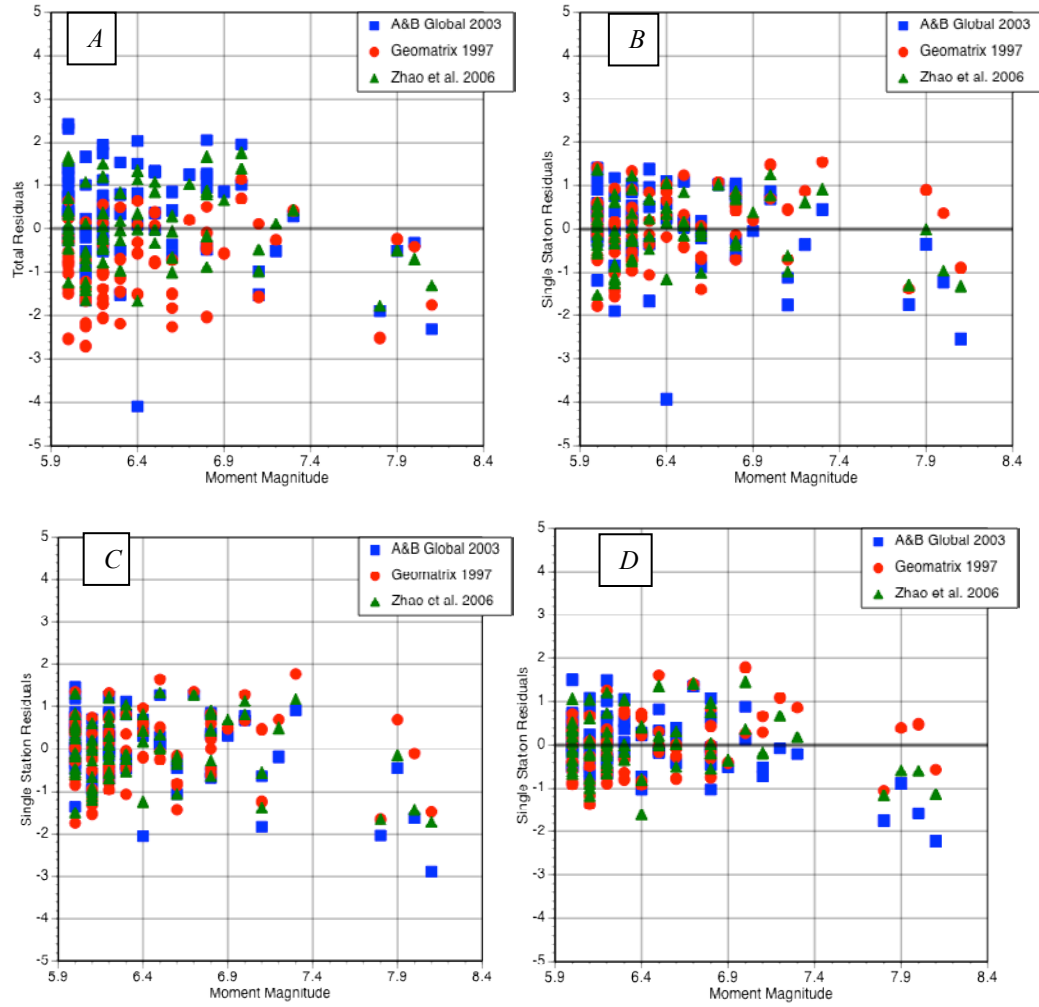 A
A&B Global 2003
Geomatrix 1997
Zhao et al. 2006
5
4
3
2
1
0
-1
-2
-3
-4
-5
Total Residuals
5.9 6.4 6.9 7.4 7.9 8.4
Moment Magnitude
B
A&B Global 2003
Geomatrix 1997
Zhao et al. 2006
5
4
3
2
1
0
-1
-2
-3
-4
-5
Single Station Residuals
5.9 6.4 6.9 7.4 7.9 8.4
Moment Magnitude
C
A&B Global 2003
Geomatrix 1997
Zhao et al. 2006
5
4
3
2
1
0
-1
-2
-3
-4
-5
Single Station Residuals
5.9 6.4 6.9 7.4 7.9 8.4
Moment Magnitude
D
A&B Global 2003
Geomatrix 1997
Zhao et al. 2006
5
4
3
2
1
0
-1
-2
-3
-4
-5
Single Station Residuals
5.9 6.4 6.9 7.4 7.9 8.4
Moment Magnitude